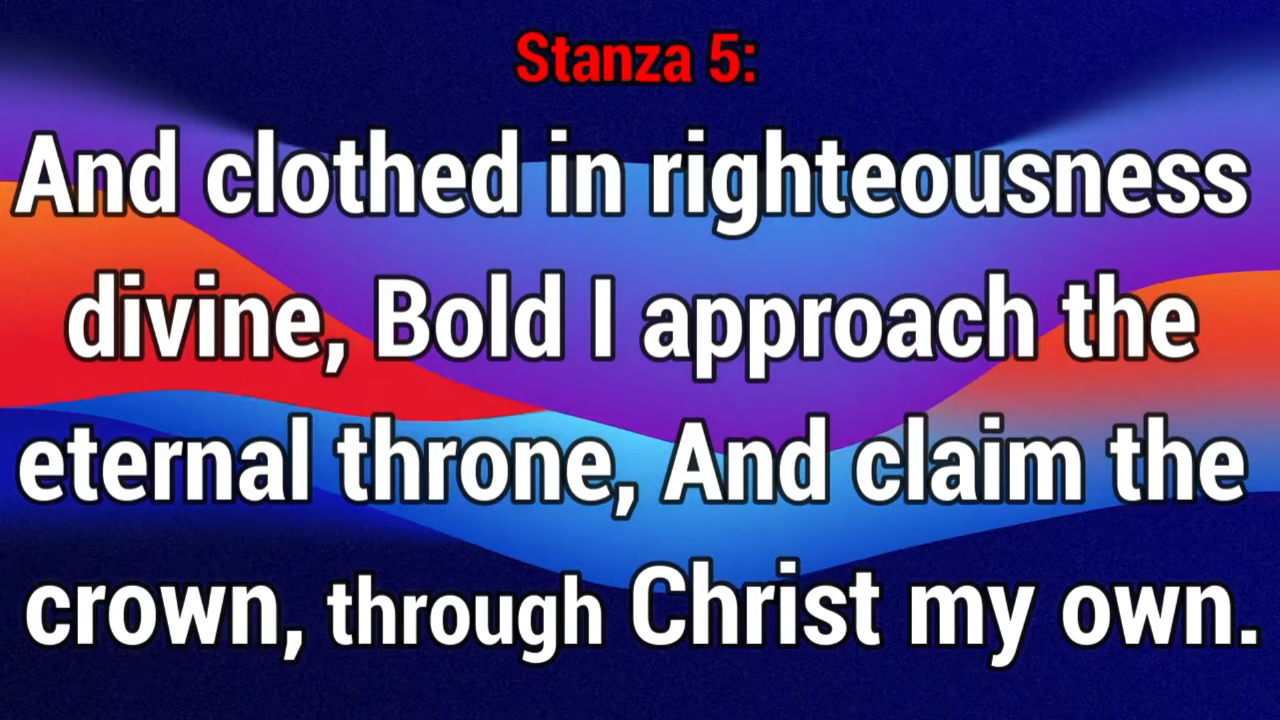 Stanza 5:
And clothed in righteousness
divine, Bold I approach the
eternal throne, And claim the
crown, through Christ my own.